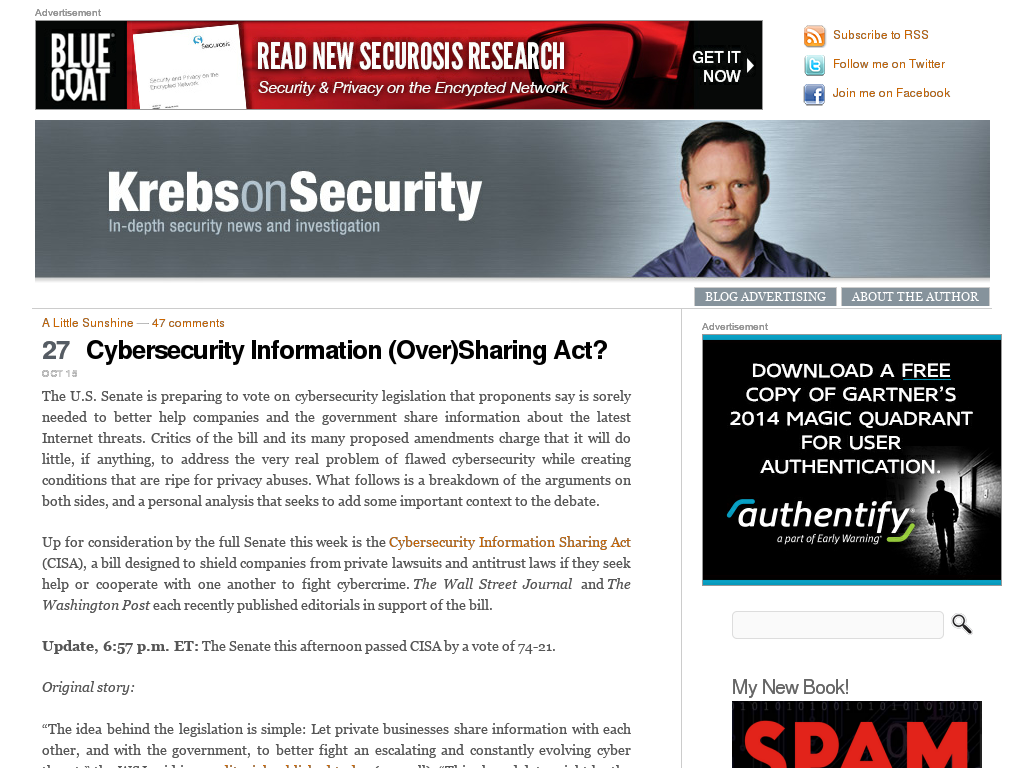 Advertisement
BLUE COAT
Securosis
Security and Privacy on the
Encrypted Network
READ NEW SECUROSIS RESEARCH
Security & Privacy on the Encrypted Network
GET IT
NOW
Subscribe to RSS
Follow me on Twitter
Join me on Facebook
KrebsonSecurity
In-depth security news and investigation
BLOG ADVERTISING
ABOUT THE AUTHOR
A Little Sunshine — 47 comments
27 Cybersecurity Information (Over)Sharing Act?
OCT 15
The U.S. Senate is preparing to vote on cybersecurity legislation that proponents say is sorely
needed to better help companies and the government share information about the latest
Internet threats. Critics of the bill and its many proposed amendments charge that it will do
little, if anything, to address the very real problem of flawed cybersecurity while creating
conditions that are ripe for privacy abuses. What follows is a breakdown of the arguments on
both sides, and a personal analysis that seeks to add some important context to the debate.
Up for consideration by the full Senate this week is the Cybersecurity Information Sharing Act
(CISA), a bill designed to shield companies from private lawsuits and antitrust laws if they seek
help or cooperate with one another to fight cybercrime. The Wall Street Journal and The
Washington Post each recently published editorials in support of the bill.
Update, 6:57 p.m. ET: The Senate this afternoon passed CISA by a vote of 74-21.
Original story:
“The idea behind the legislation is simple: Let private businesses share information with each
other, and with the government, to better fight an escalating and constantly evolving cyber
Advertisement
DOWNLOAD A FREE
COPY OF GARTNER’S
2014 MAGIC QUADRANT
FOR USER
AUTHENTICATION.
authentify
a part of Early Warning
My New Book!
SPAM